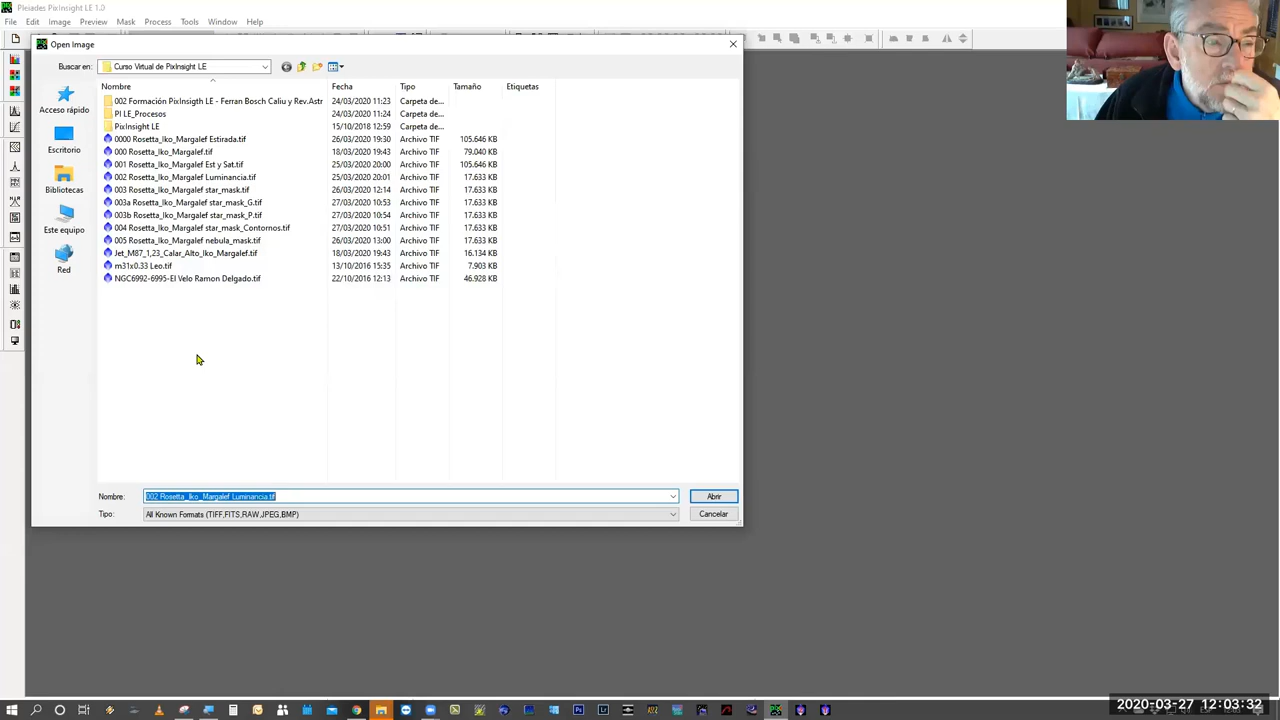 Pleiades PixInsight LE 1.0
File Edit Image Preview Mask Process Tools Window Help
Open Image
Buscar en: Curso Virtual de PixInsight LE
Nombre Fecha Tipo Tamaño Etiquetas
002 Formación PixInsigth LE - Ferran Bosch Caliu y Rev.Astr 24/03/2020 11:23 Carpeta de...
PI LE_Procesos 24/03/2020 11:24 Carpeta de...
PixInsight LE 15/10/2018 12:59 Carpeta de...
0000 Rosetta_Iko_Margalef Estirada.tif 26/03/2020 19:30 Archivo TIF 105.646 KB
000 Rosetta_Iko_Margalef.tif 18/03/2020 19:43 Archivo TIF 79.040 KB
001 Rosetta_Iko_Margalef Est y Sat.tif 25/03/2020 20:00 Archivo TIF 105.646 KB
002 Rosetta_Iko_Margalef Luminancia.tif 25/03/2020 20:01 Archivo TIF 17.633 KB
003 Rosetta_Iko_Margalef star_mask.tif 26/03/2020 12:14 Archivo TIF 17.633 KB
003a Rosetta_Iko_Margalef star_mask_G.tif 27/03/2020 10:53 Archivo TIF 17.633 KB
003b Rosetta_Iko_Margalef star_mask_P.tif 27/03/2020 10:54 Archivo TIF 17.633 KB
004 Rosetta_Iko_Margalef star_mask_Contornos.tif 27/03/2020 10:51 Archivo TIF 17.633 KB
005 Rosetta_Iko_Margalef nebula_mask.tif 26/03/2020 13:00 Archivo TIF 17.633 KB
Jet_M87_1,23_Calar_Alto_Iko_Margalef.tif 18/03/2020 19:43 Archivo TIF 16.134 KB
m31x0.33 Leo.tif 13/10/2016 15:35 Archivo TIF 7.903 KB
NGC6992-6995-El Velo Ramon Delgado.tif 22/10/2016 12:13 Archivo TIF 46.928 KB
Acceso rápido
Escritorio
Bibliotecas
Este equipo
Red
Nombre: 002 Rosetta_Iko_Margalef Luminancia.tif Abrir
Tipo: All Known Formats (TIFF,FITS,RAW,JPEG,BMP) Cancelar
2020-03-27 12:03:32